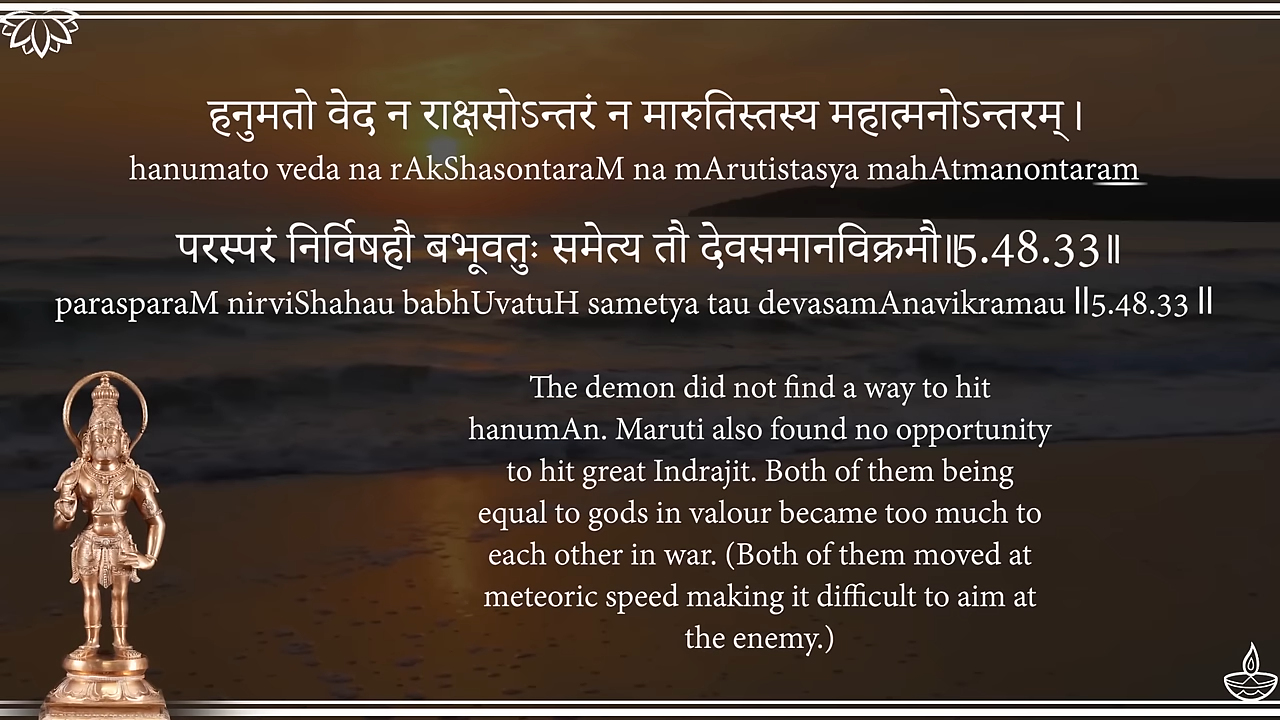 हनुमतो वेद न राक्षसोऽन्तरं न मारुतिस्तस्य महात्मनोऽन्तरम् ।
hanumato veda na rAkShasontaraM na mArutistasya mahAtmanontaram
परस्परं निर्विषहौ बभूवतुः समेत्य तौ देवसमानविक्रमौ॥5.48.33॥
parasparaM nirviShahau babhUvatuH sametya tau devasamAnavikramau ॥5.48.33 ॥
The demon did not find a way to hit
hanumAn. Maruti also found no opportunity
to hit great Indrajit. Both of them being
equal to gods in valour became too much to
each other in war. (Both of them moved at
meteoric speed making it difficult to aim at
the enemy.)